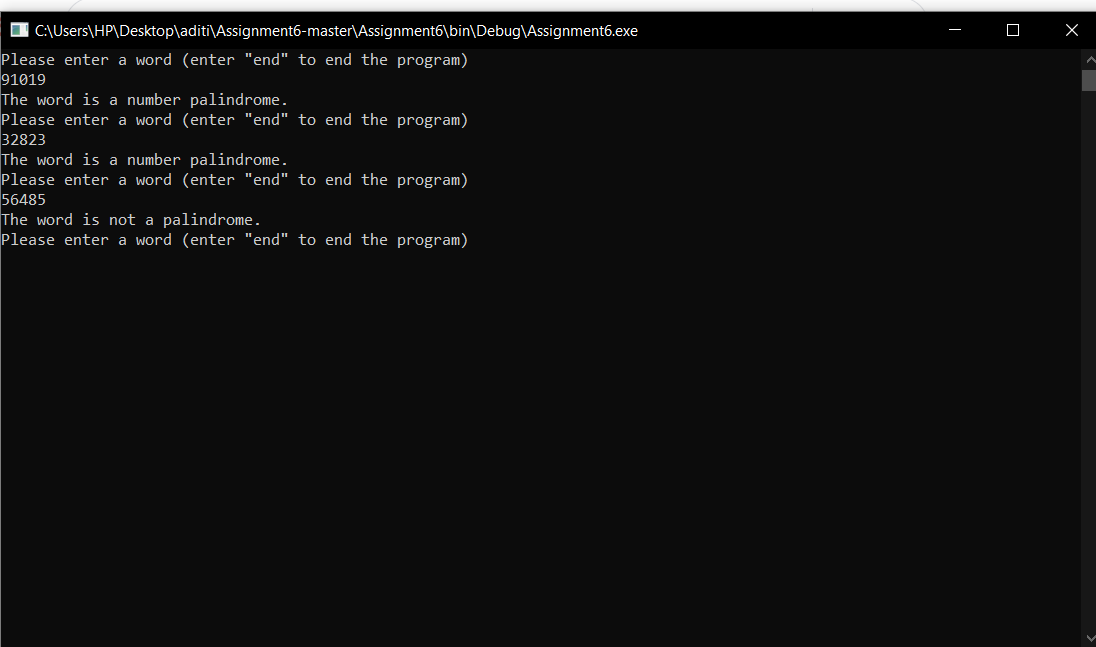 C:\Users\HP\Desktop\aditi\Assignment6-master\Assignment6\bin\Debug\Assignment6.exe
Please enter a word (enter "end" to end the program)
91019
The word is a number palindrome.
Please enter a word (enter "end" to end the program)
32823
The word is a number palindrome.
Please enter a word (enter "end" to end the program)
56485
The word is not a palindrome.
Please enter a word (enter "end" to end the program)